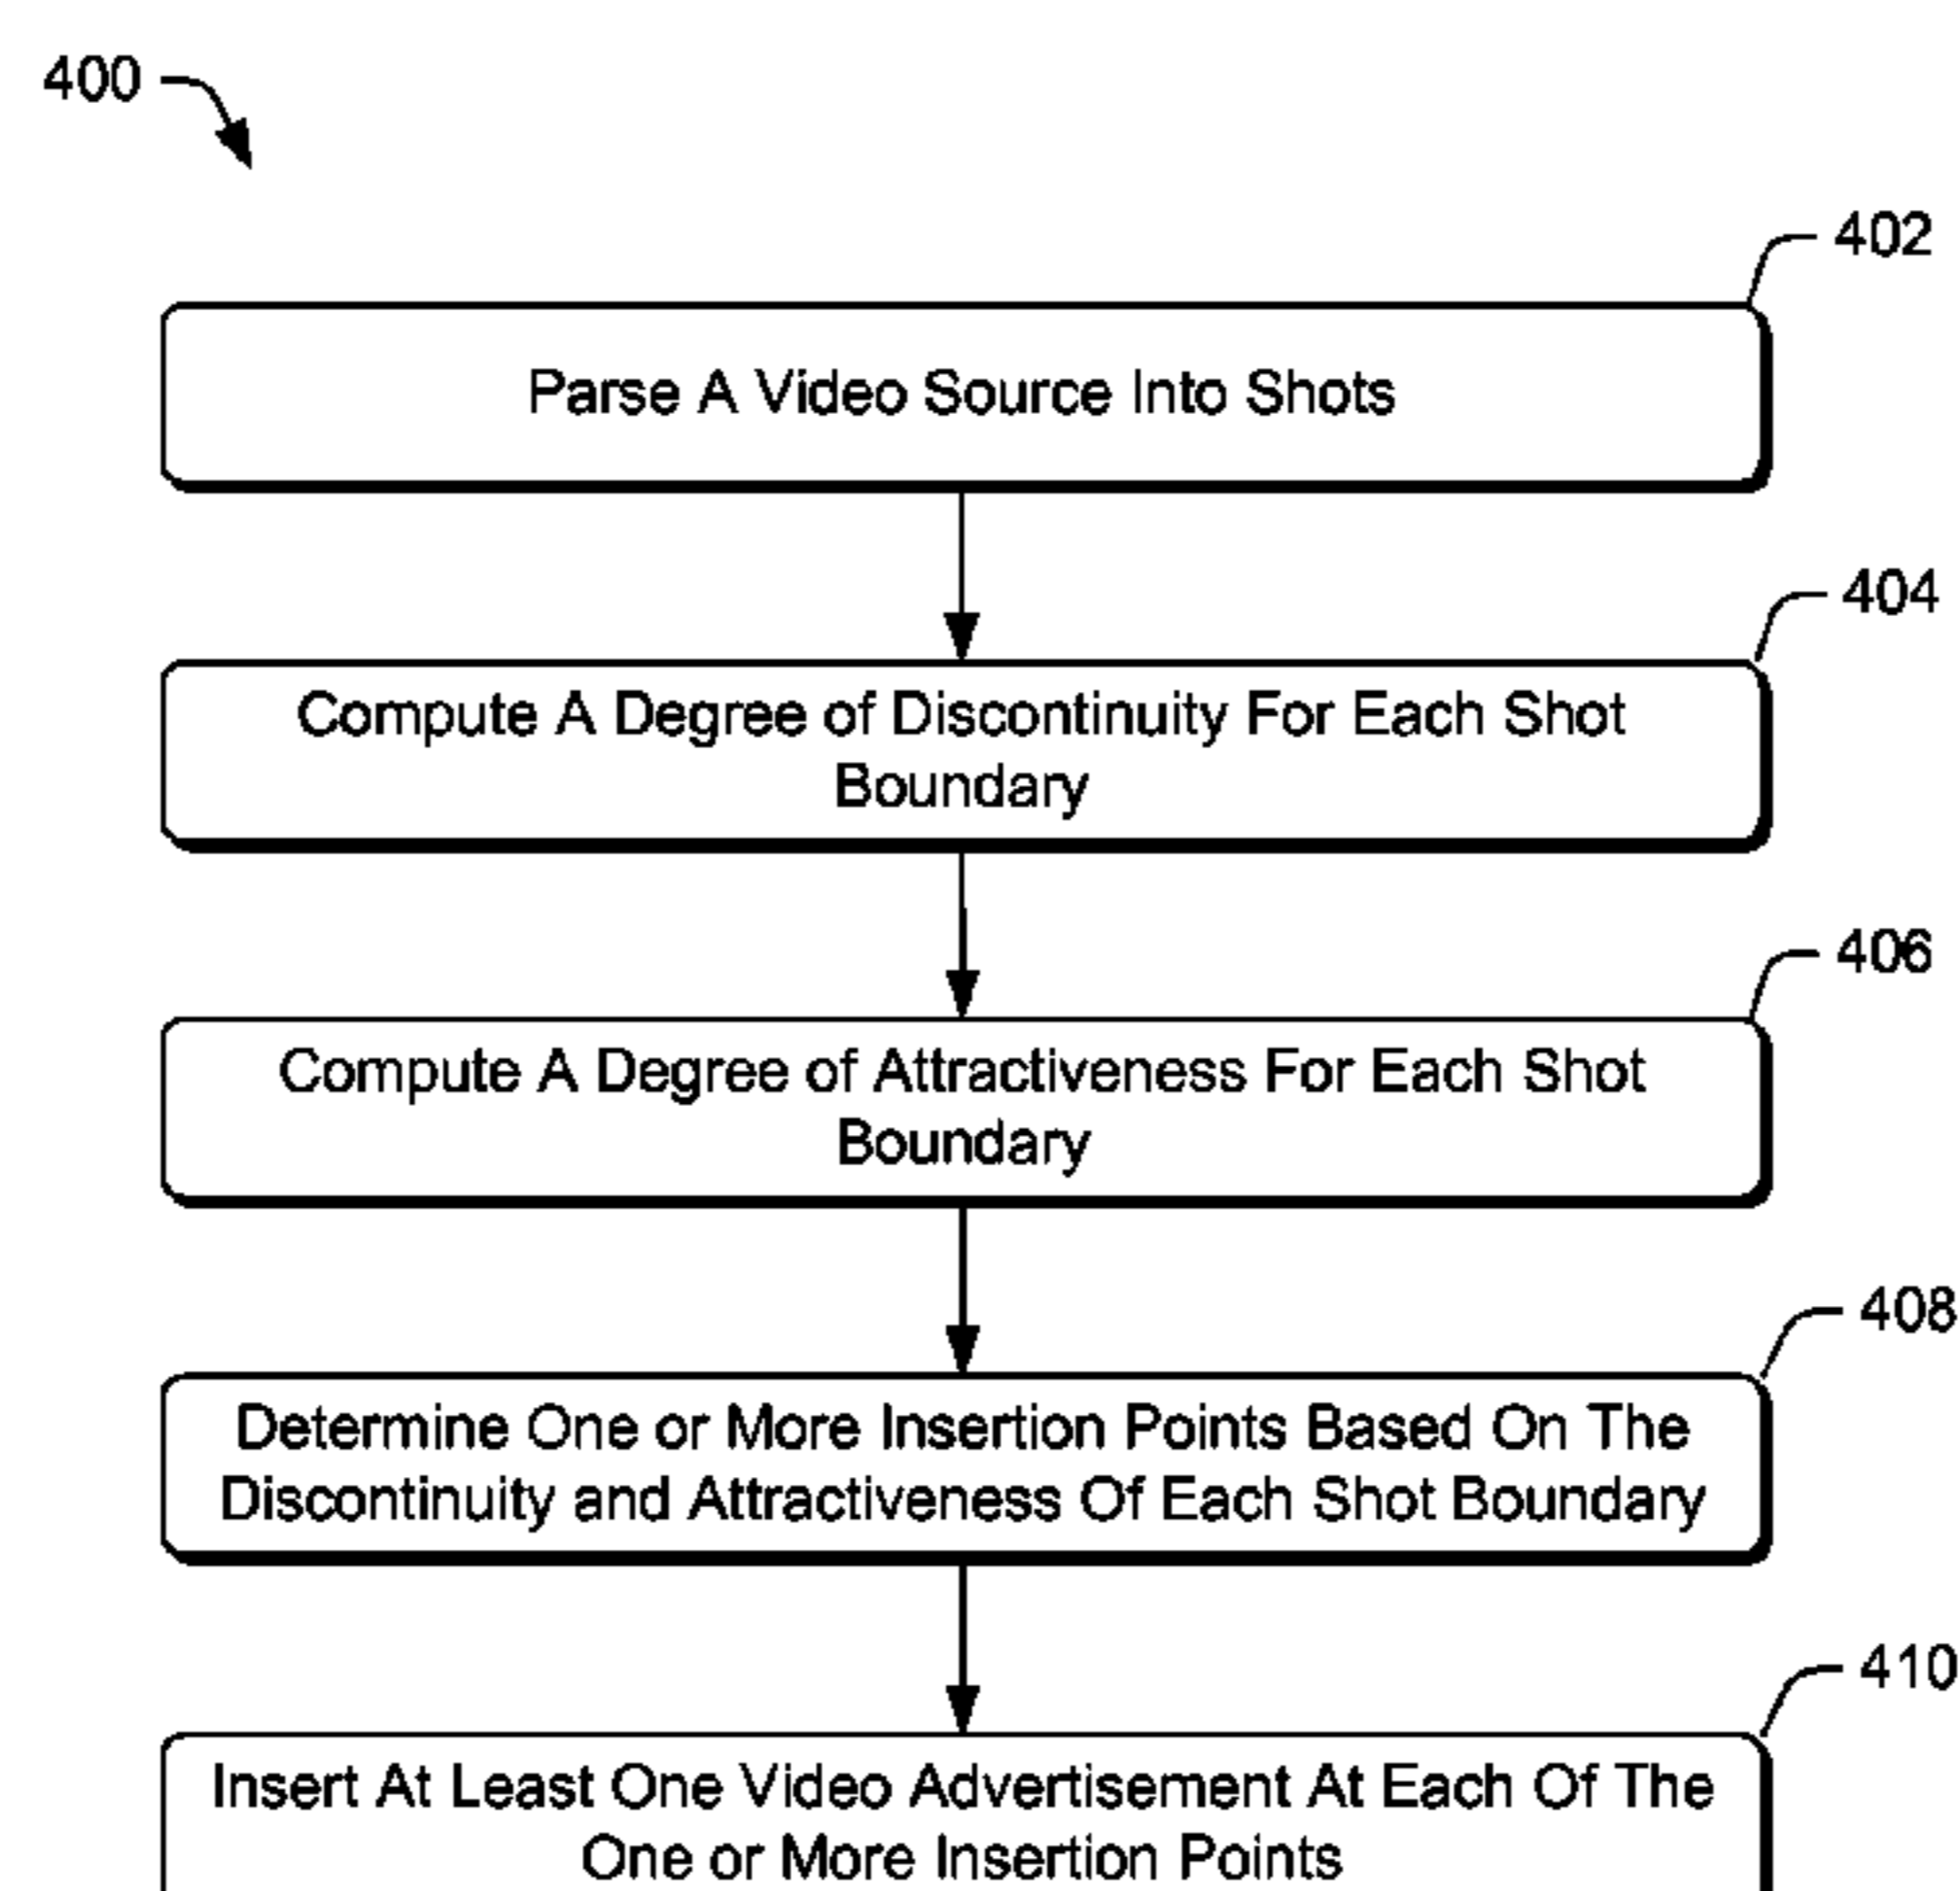 400
402
Parse A Video Source Into Shots
404
Compute A Degree of Discontinuity For Each Shot
Boundary
406
Compute A Degree of Attractiveness For Each Shot
Boundary
408
Determine One or More Insertion Points Based On The
Discontinuity and Attractiveness Of Each Shot Boundary
410
Insert At Least One Video Advertisement At Each Of The
One or More Insertion Points